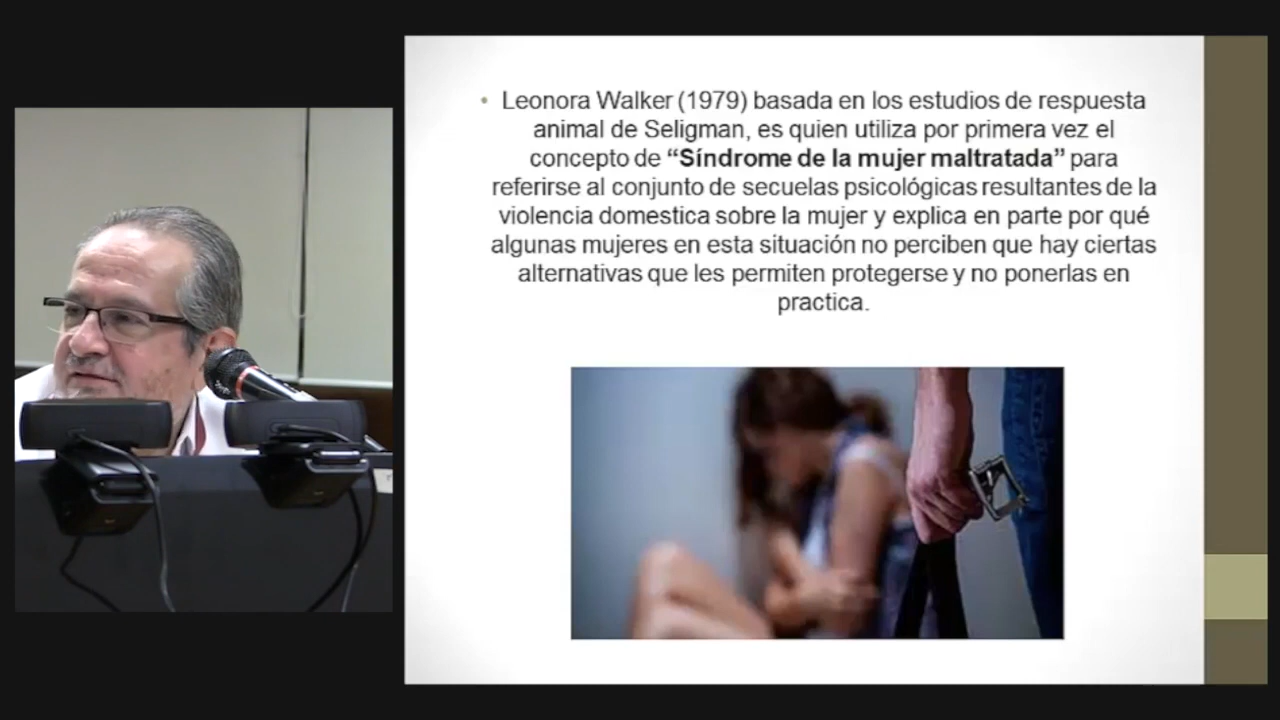 • Leonora Walker (1979) basada en los estudios de respuesta
animal de Seligman, es quien utiliza por primera vez el
concepto de “Síndrome de la mujer maltratada” para
referirse al conjunto de secuelas psicológicas resultantes de la
violencia domestica sobre la mujer y explica en parte por qué
algunas mujeres en esta situación no perciben que hay ciertas
alternativas que les permiten protegerse y no ponerlas en
practica.